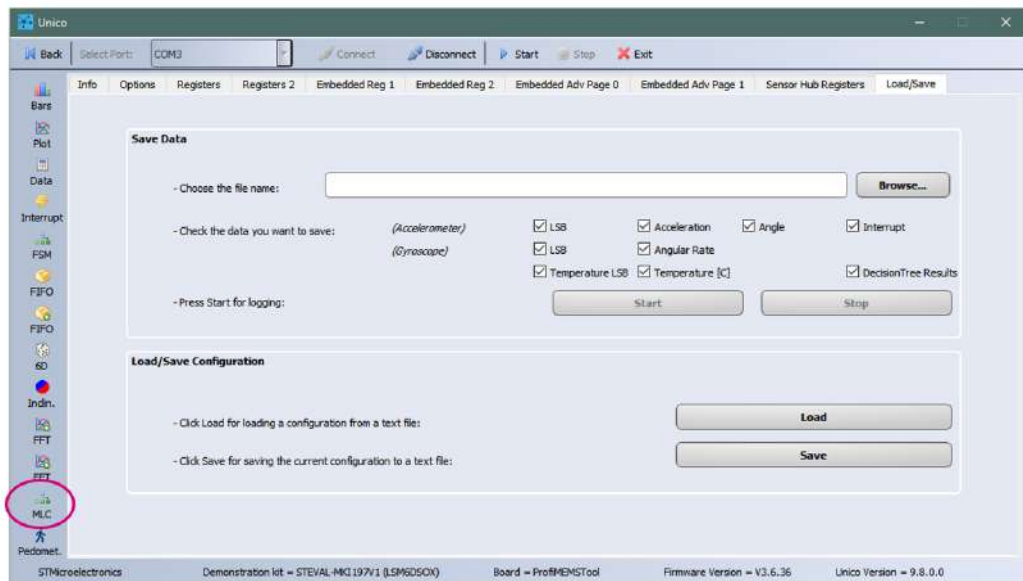 Unico
Back Select Port: COM3 Connect Disconnect Start Stop Exit
Info Options Registers Registers 2 Embedded Reg 1 Embedded Reg 2 Embedded Adv Page 0 Embedded Adv Page 1 Sensor Hub Registers Load/Save
Bars
Plot
Data
Interrupt
FSM
FIFO
FIFO
6D
Indin.
FFT
FFT
MLC
Pedomet.
Save Data
- Choose the file name: Browse...
- Check the data you want to save: (Accelerometer) LSB Acceleration Angle Interrupt
(Gyroscope) LSB Angular Rate
Temperature LSB Temperature [C] DecisionTree Results
- Press Start for logging: Start Stop
Load/Save Configuration
- Click Load for loading a configuration from a text file: Load
- Click Save for saving the current configuration to a text file: Save
STMicroelectronics Demonstration kit = STEVAL-MKI197V1 (LSM6DSOX) Board = ProfiMEMSTool Firmware Version = V3.6.36 Unico Version = 9.8.0.0